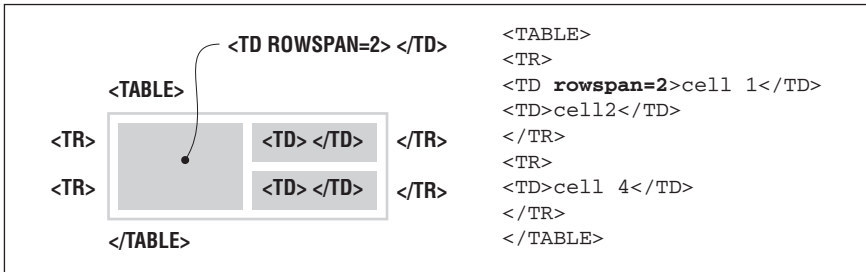 <TD ROWSPAN=2> </TD>
<TABLE>
<TR> <TD> </TD> </TR>
<TR> <TD> </TD> </TR>
</TABLE>
<TABLE>
<TR>
<TD rowspan=2>cell 1</TD>
<TD>cell2</TD>
</TR>
<TR>
<TD>cell 4</TD>
</TR>
</TABLE>